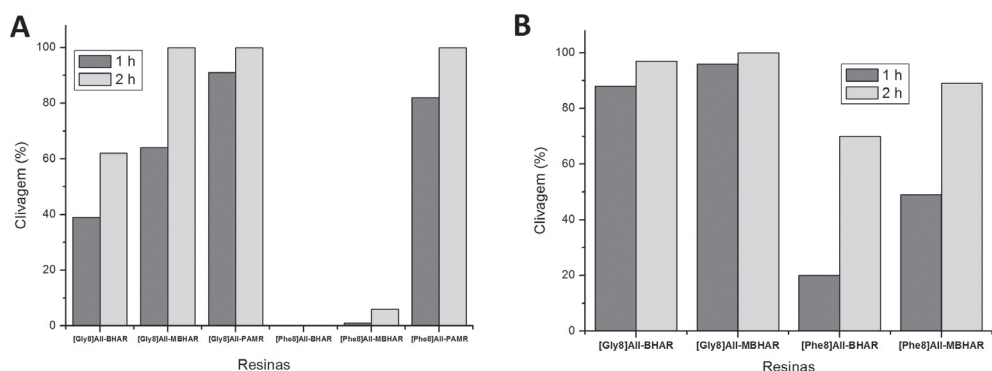 A
1 h
2 h
100
80
60
40
20
0
Clivagem (%)
[Gly8]AII-BHAR [Gly8]AII-MBHAR [Gly8]AII-PAMR [Phe8]AII-BHAR [Phe8]AII-MBHAR [Phe8]AII-PAMR
Resinas
B
1 h
2 h
100
80
60
40
20
0
Clivagem (%)
[Gly8]AII-BHAR [Gly8]AII-MBHAR [Phe8]AII-BHAR [Phe8]AII-MBHAR
Resinas